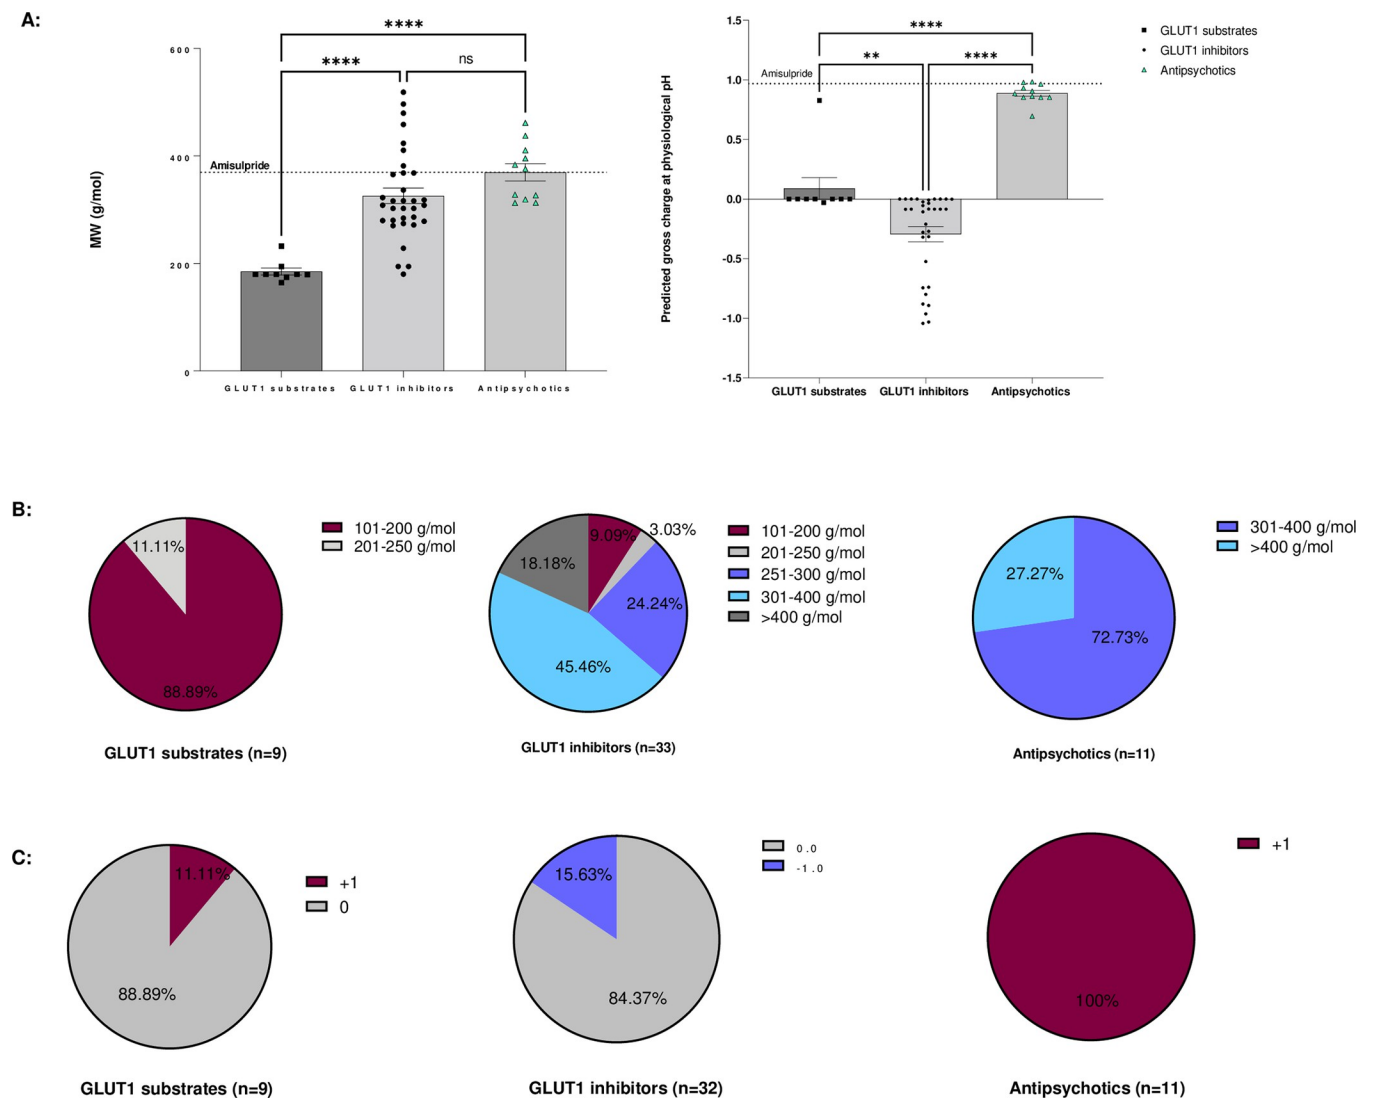 A:
****
****
ns
600
400
200
0
Amisulpride
MW (g/mol)
GLUT1 substrates
GLUT1 inhibitors
Antipsychotics
****
**
****
1.5
1.0
0.5
0.0
-0.5
-1.0
-1.5
Amisulpride
Predicted gross charge at physiological pH
GLUT1 substrates
GLUT1 inhibitors
Antipsychotics
GLUT1 substrates
GLUT1 inhibitors
Antipsychotics
B:
11.11%
88.89%
101-200 g/mol
201-250 g/mol
GLUT1 substrates (n=9)
9.09%
3.03%
18.18%
24.24%
45.46%
101-200 g/mol
201-250 g/mol
251-300 g/mol
301-400 g/mol
>400 g/mol
GLUT1 inhibitors (n=33)
27.27%
72.73%
301-400 g/mol
>400 g/mol
Antipsychotics (n=11)
C:
11.11%
88.89%
+1
0
GLUT1 substrates (n=9)
15.63%
84.37%
0.0
-1.0
GLUT1 inhibitors (n=32)
100%
+1
Antipsychotics (n=11)